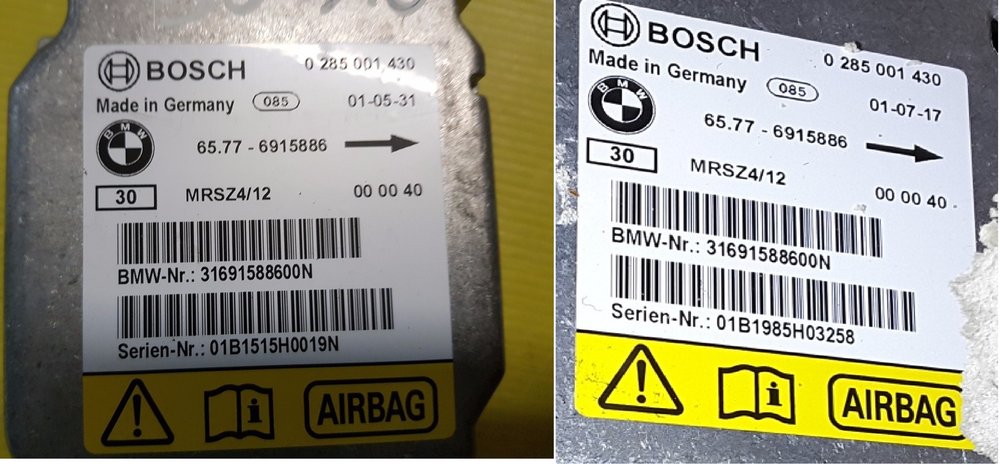 BOSCH 0 285 001 430
Made in Germany 085 01-05-31
BMW
65.77 - 6915886
30 MRSZ4/12 00 00 40
BMW-Nr.: 31691588600N
Serien-Nr.: 01B1515H0019N
AIRBAG
BOSCH 0 285 001 430
Made in Germany 085 01-07-17
BMW
65.77 - 6915886
30 MRSZ4/12 00 00 40
BMW-Nr.: 31691588600N
Serien-Nr.: 01B1985H03258
AIRBAG